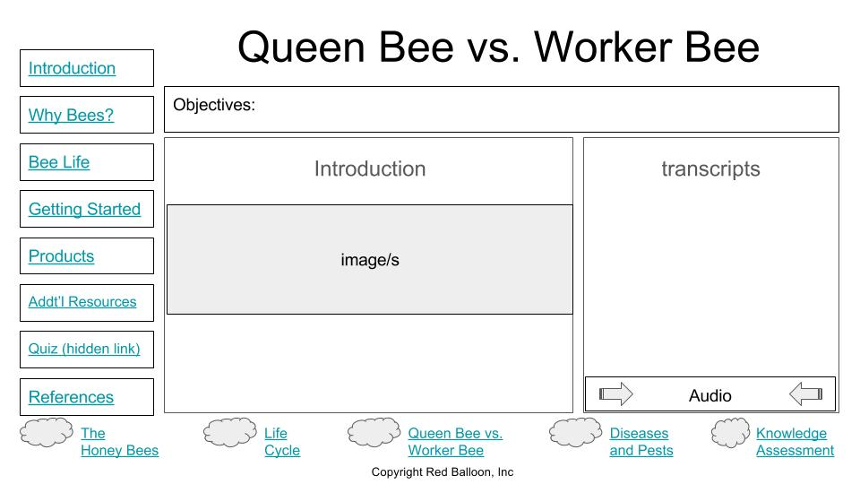 Queen Bee vs. Worker Bee
Introduction
Why Bees?
Bee Life
Getting Started
Products
Addt'l Resources
Quiz (hidden link)
References
Objectives:
Introduction
image/s
transcripts
Audio
The
Honey Bees
Life
Cycle
Queen Bee vs.
Worker Bee
Diseases
and Pests
Knowledge
Assessment
Copyright Red Balloon, Inc